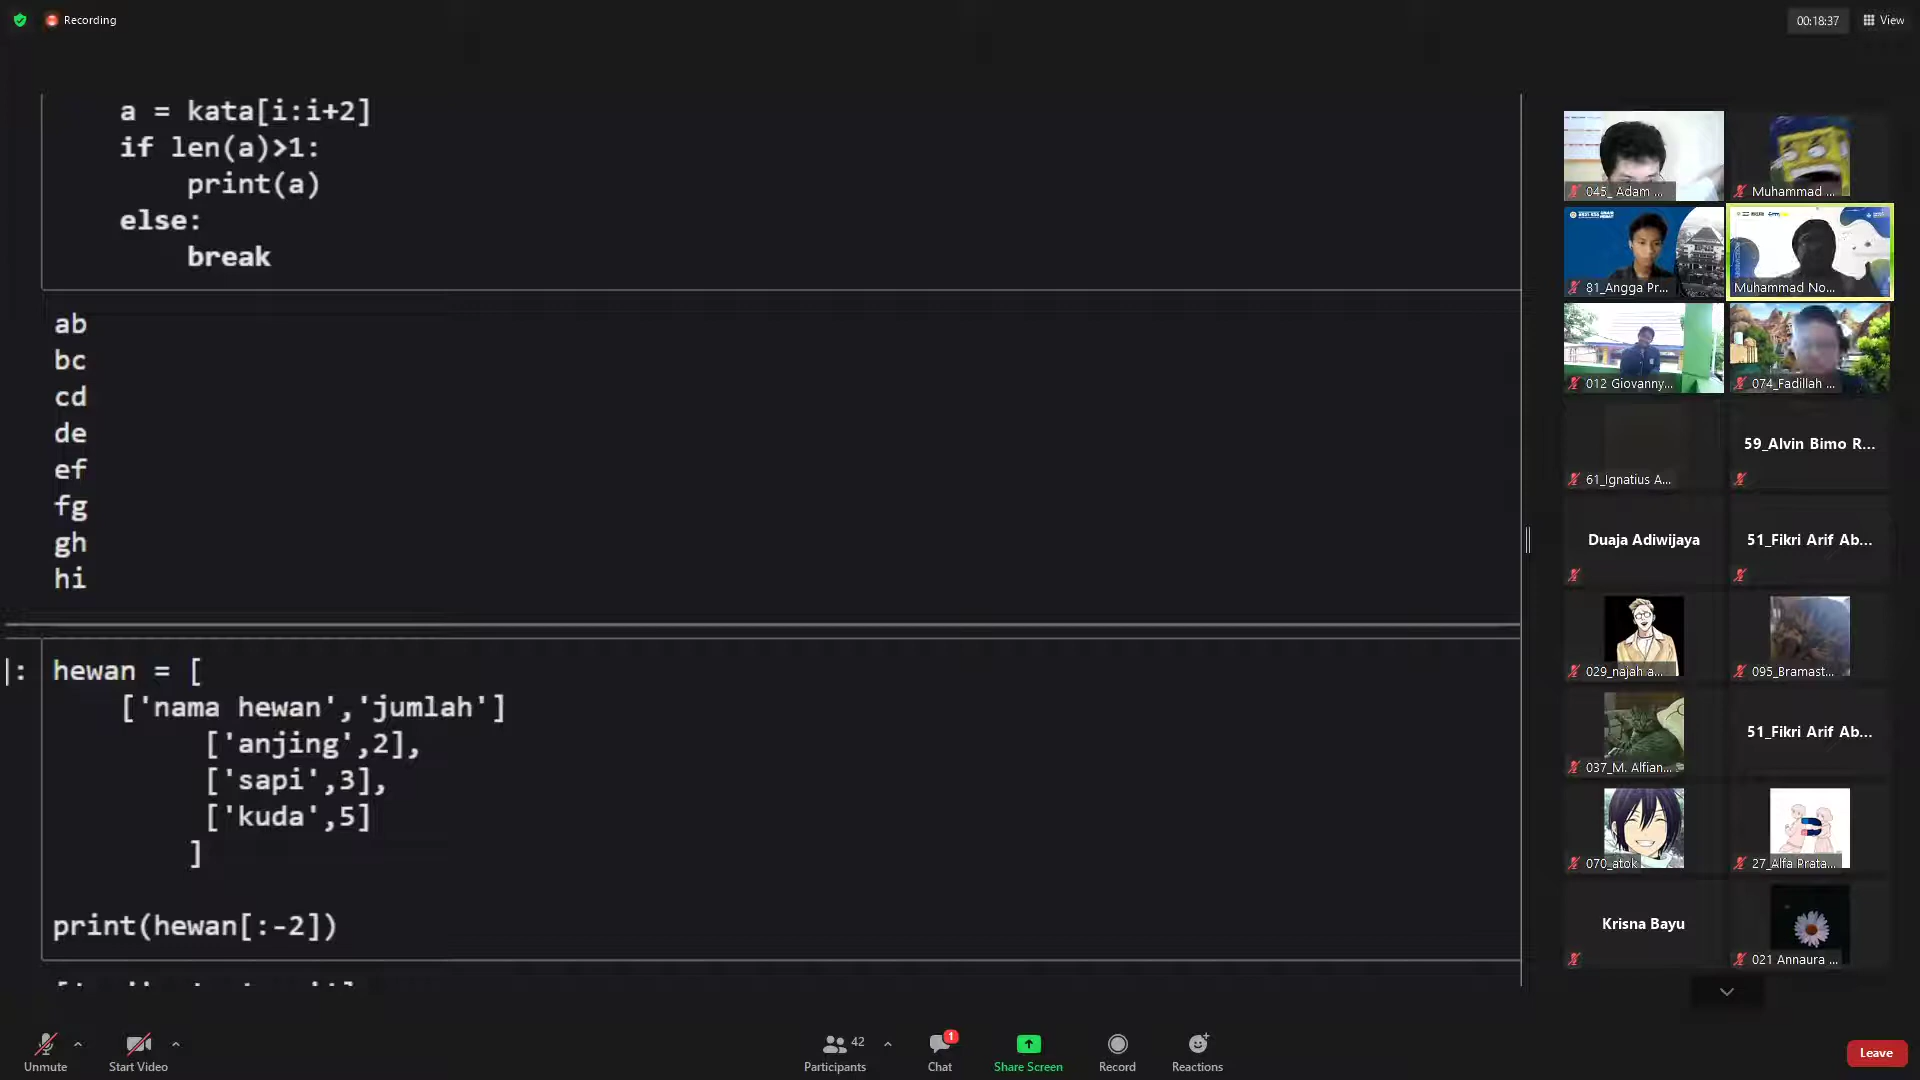 Recording
00:18:37
View
a = kata[i:i+2]
if len(a)>1:
print(a)
else:
break
ab
bc
cd
de
ef
fg
gh
hi
]:
hewan = [
['nama hewan','jumlah']
['anjing',2],
['sapi',3],
['kuda',5]
]
print(hewan[:-2])
045_ Adam ...
Muhammad ...
81_Angga Pr...
Muhammad No...
012 Giovanny...
074_Fadillah ...
61_Ignatius A...
59_Alvin Bimo R...
Duaja Adiwijaya
51_Fikri Arif Ab...
029_najah a...
095_Bramast...
037_M. Alfian...
51_Fikri Arif Ab...
070_atok
27_Alfa Prata...
Krisna Bayu
021 Annaura ...
Unmute
Start Video
42
Participants
1
Chat
Share Screen
Record
Reactions
Leave